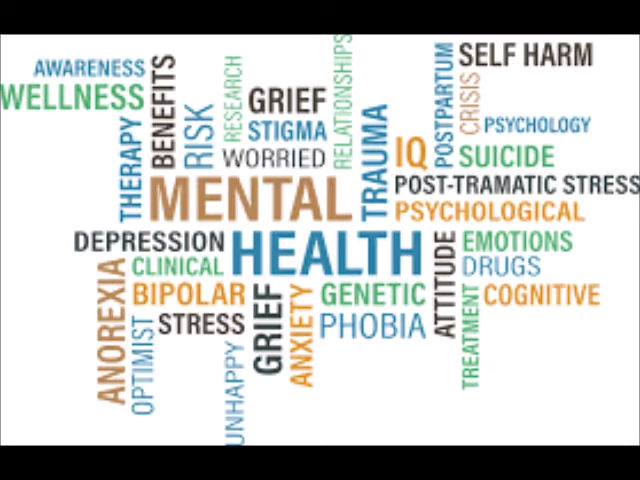 SELF HARM
AWARENESS
BENEFITS
RESEARCH
RELATIONSHIPS
POSTPARTUM
CRISIS
WELLNESS
GRIEF
RISK
STIGMA
TRAUMA
PSYCHOLOGY
THERAPY
WORRIED
IQ
SUICIDE
MENTAL
POST-TRAMATIC STRESS
PSYCHOLOGICAL
DEPRESSION
HEALTH
ATTITUDE
EMOTIONS
ANOREXIA
CLINICAL
DRUGS
BIPOLAR
GRIEF
ANXIETY
GENETIC
TREATMENT
COGNITIVE
OPTIMIST
STRESS
PHOBIA
UNHAPPY